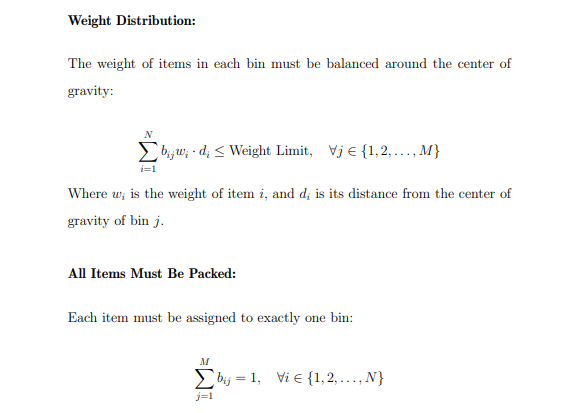 Weight Distribution:
The weight of items in each bin must be balanced around the center of
gravity:
$$\sum_{i=1}^{N} b_{ij} w_i \cdot d_i \leq \text{Weight Limit}, \quad \forall j \in \{1, 2, \ldots, M\}$$
Where $w_i$ is the weight of item $i$, and $d_i$ is its distance from the center of
gravity of bin $j$.
All Items Must Be Packed:
Each item must be assigned to exactly one bin:
$$\sum_{j=1}^{M} b_{ij} = 1, \quad \forall i \in \{1, 2, \ldots, N\}$$